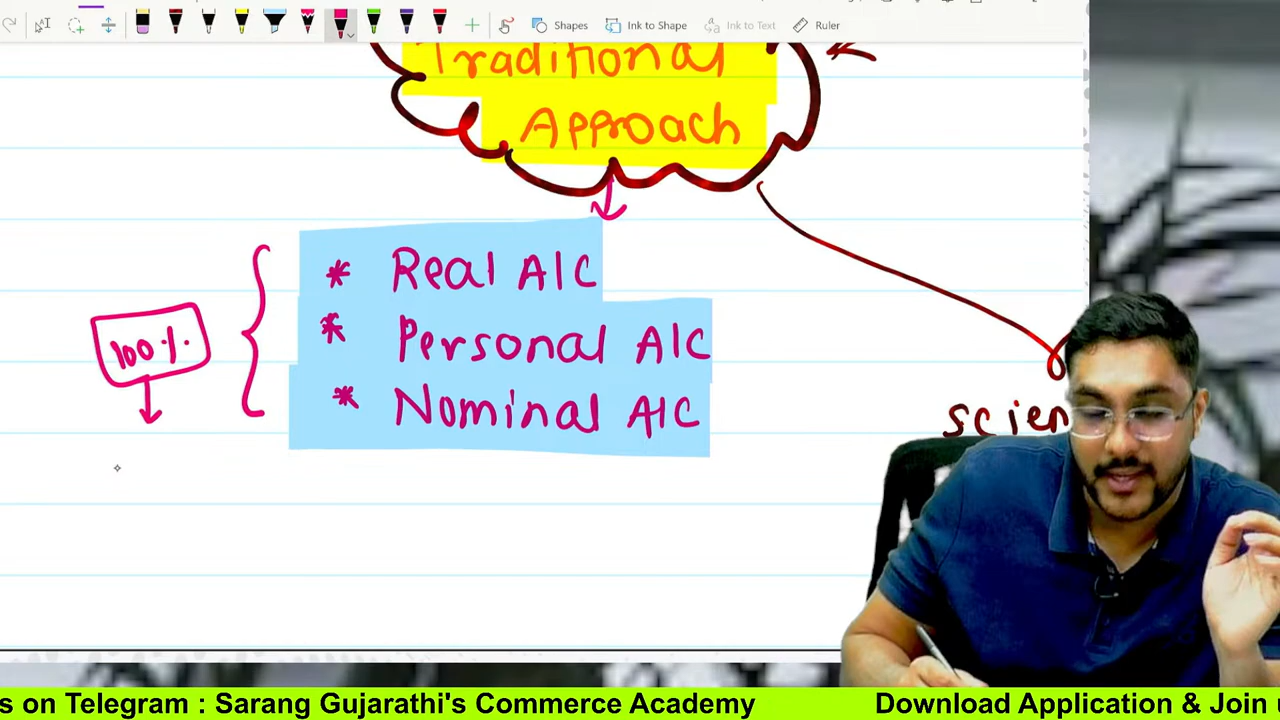 Shapes Ink to Shape Ink to Text Ruler
Traditional
Approach
* Real A/C
* Personal A/C
* Nominal A/C
100%
scien
s on Telegram : Sarang Gujarathi's Commerce Academy Download Application & Join u